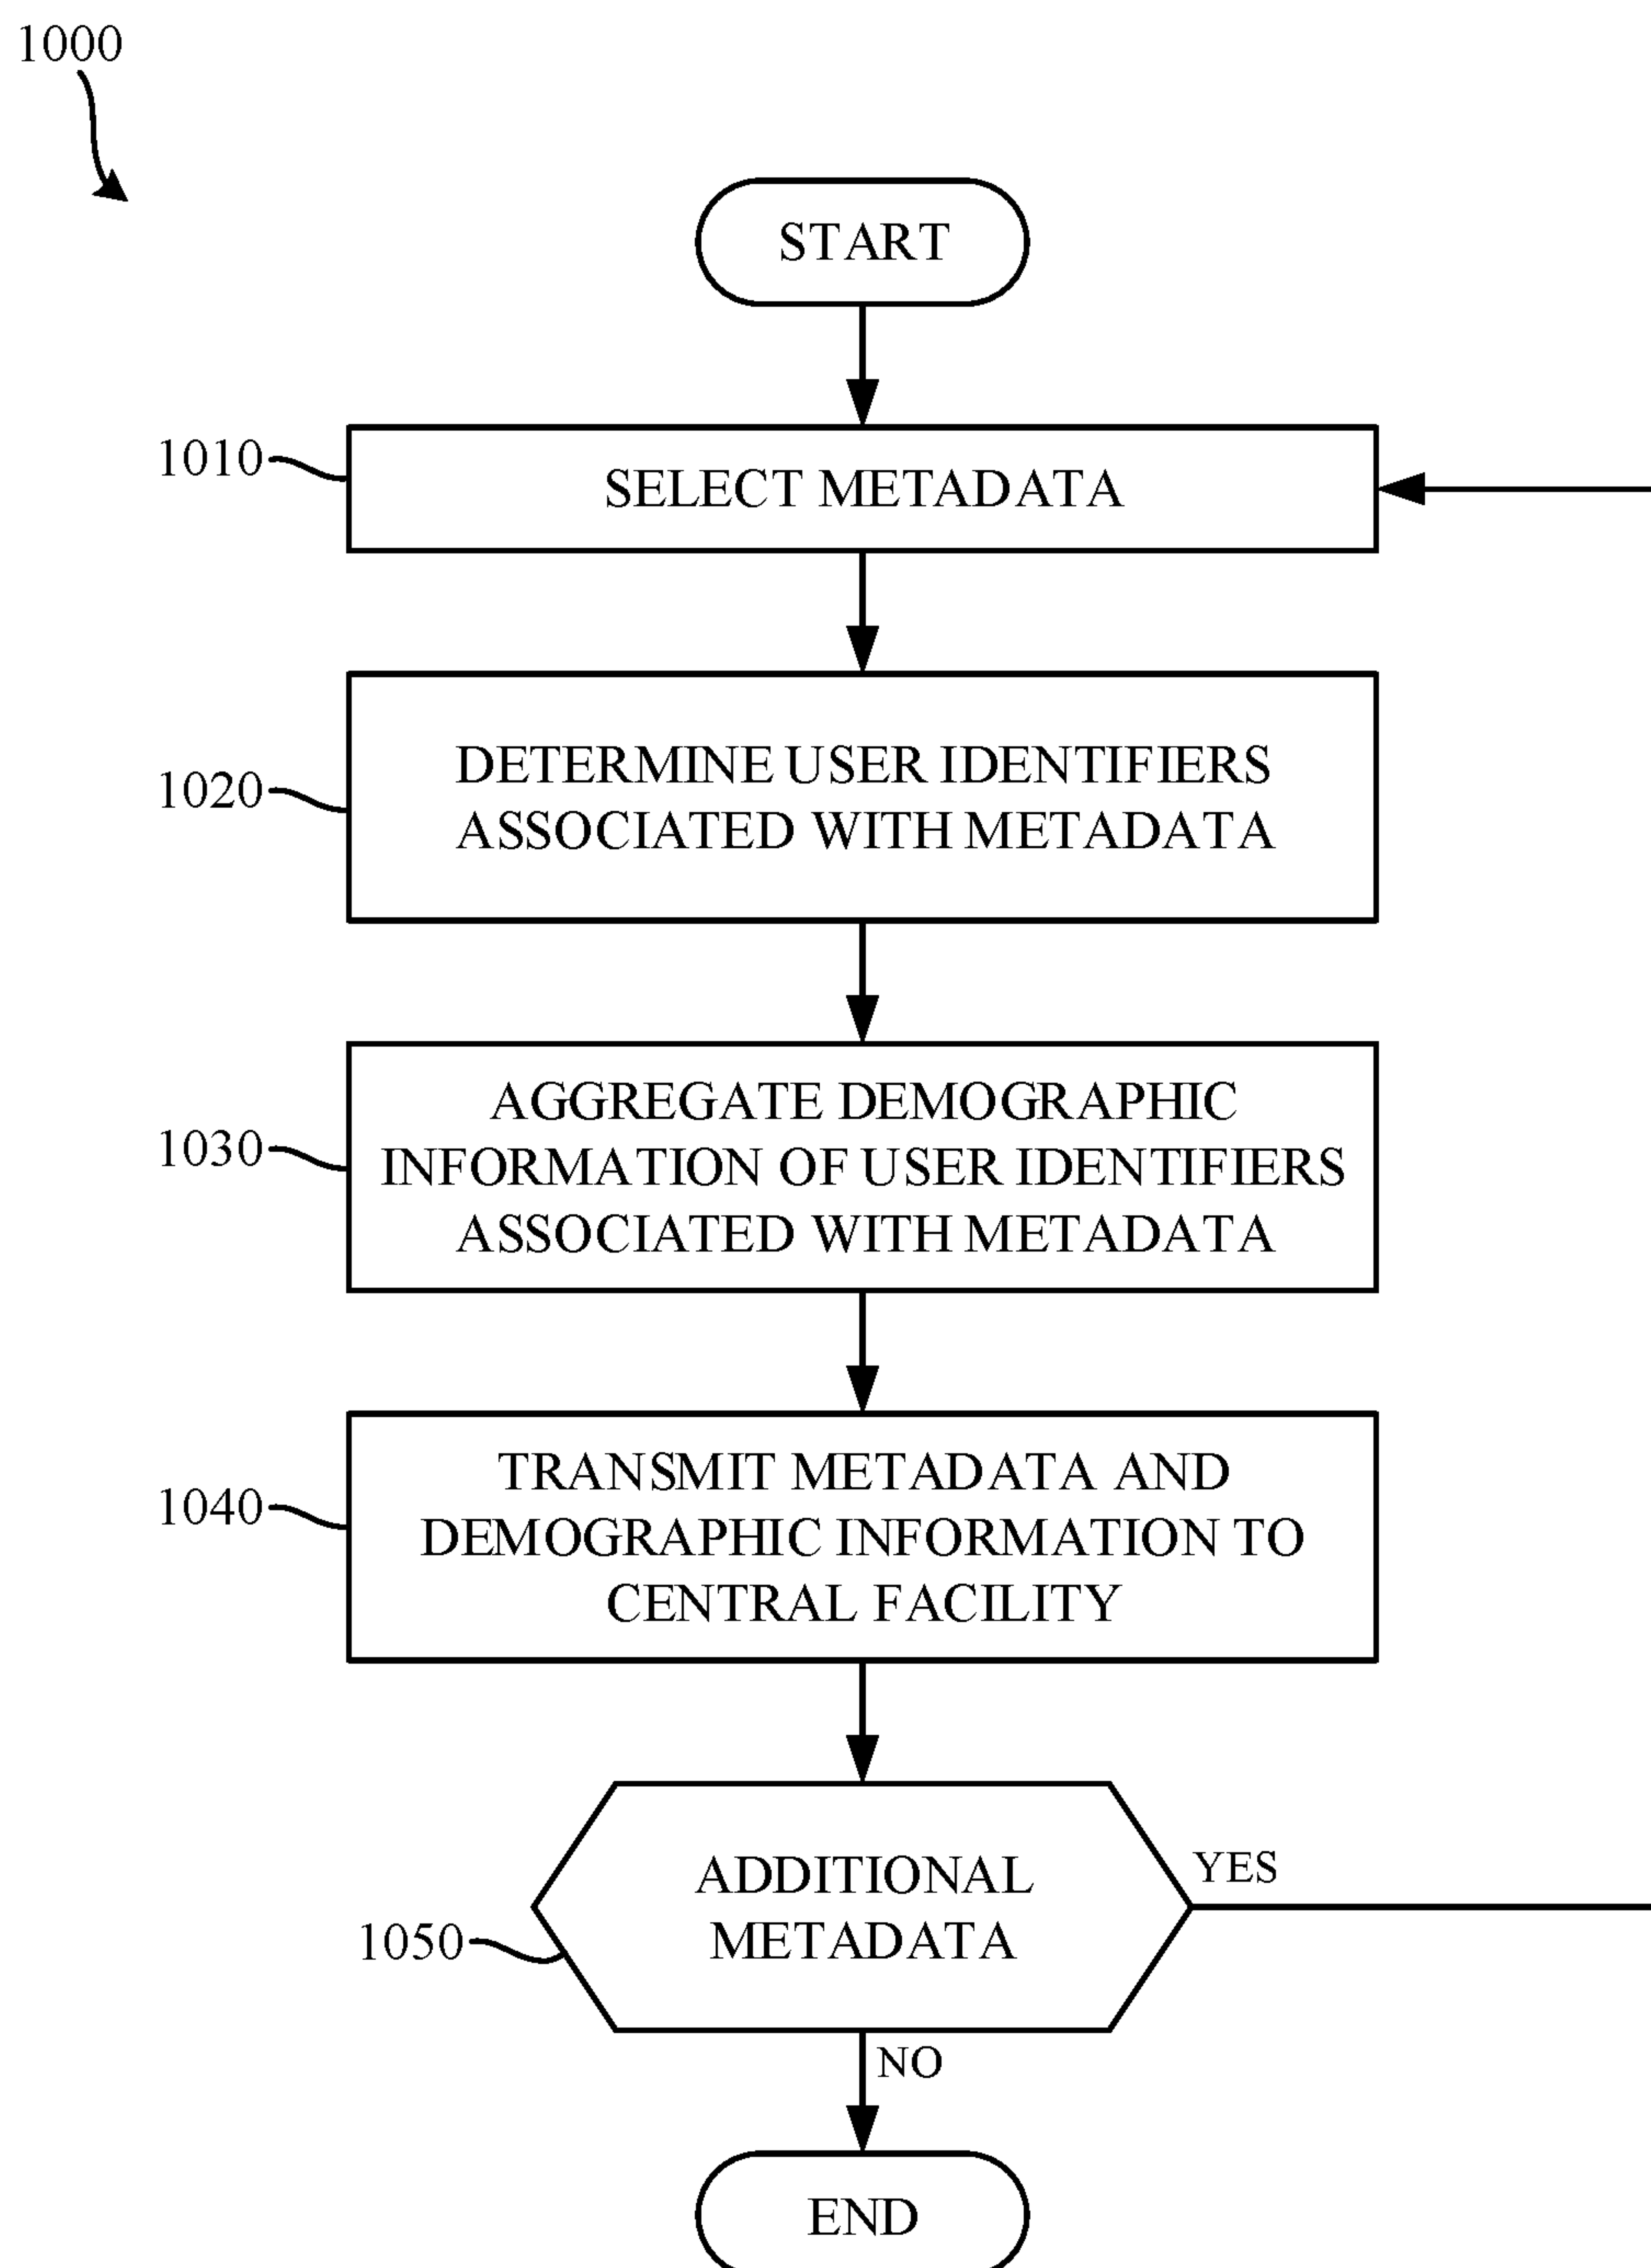 1000
START
1010
SELECT METADATA
1020
DETERMINE USER IDENTIFIERS
ASSOCIATED WITH METADATA
1030
AGGREGATE DEMOGRAPHIC
INFORMATION OF USER IDENTIFIERS
ASSOCIATED WITH METADATA
1040
TRANSMIT METADATA AND
DEMOGRAPHIC INFORMATION TO
CENTRAL FACILITY
1050
ADDITIONAL
METADATA
YES
NO
END